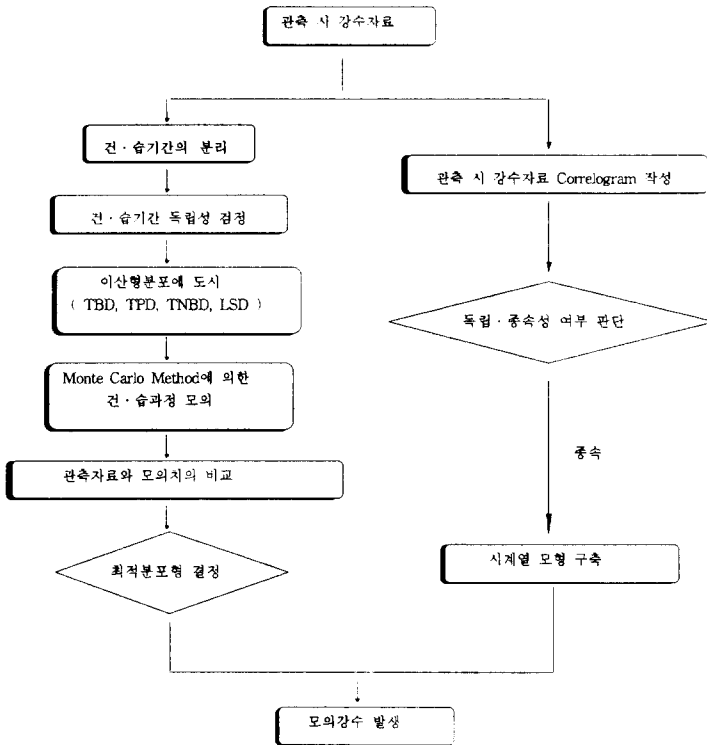 관측 시 강수자료
건 · 습기간의 분리
건 · 습기간 독립성 검정
이산형분포에 도시
( TBD, TPD, TNBD, LSD )
Monte Carlo Method에 의한
건 · 습과정 모의
관측자료와 모의치의 비교
최적분포형 결정
관측 시 강수자료 Correlogram 작성
독립 · 종속성 여부 판단
종속
시계열 모형 구축
모의강수 발생